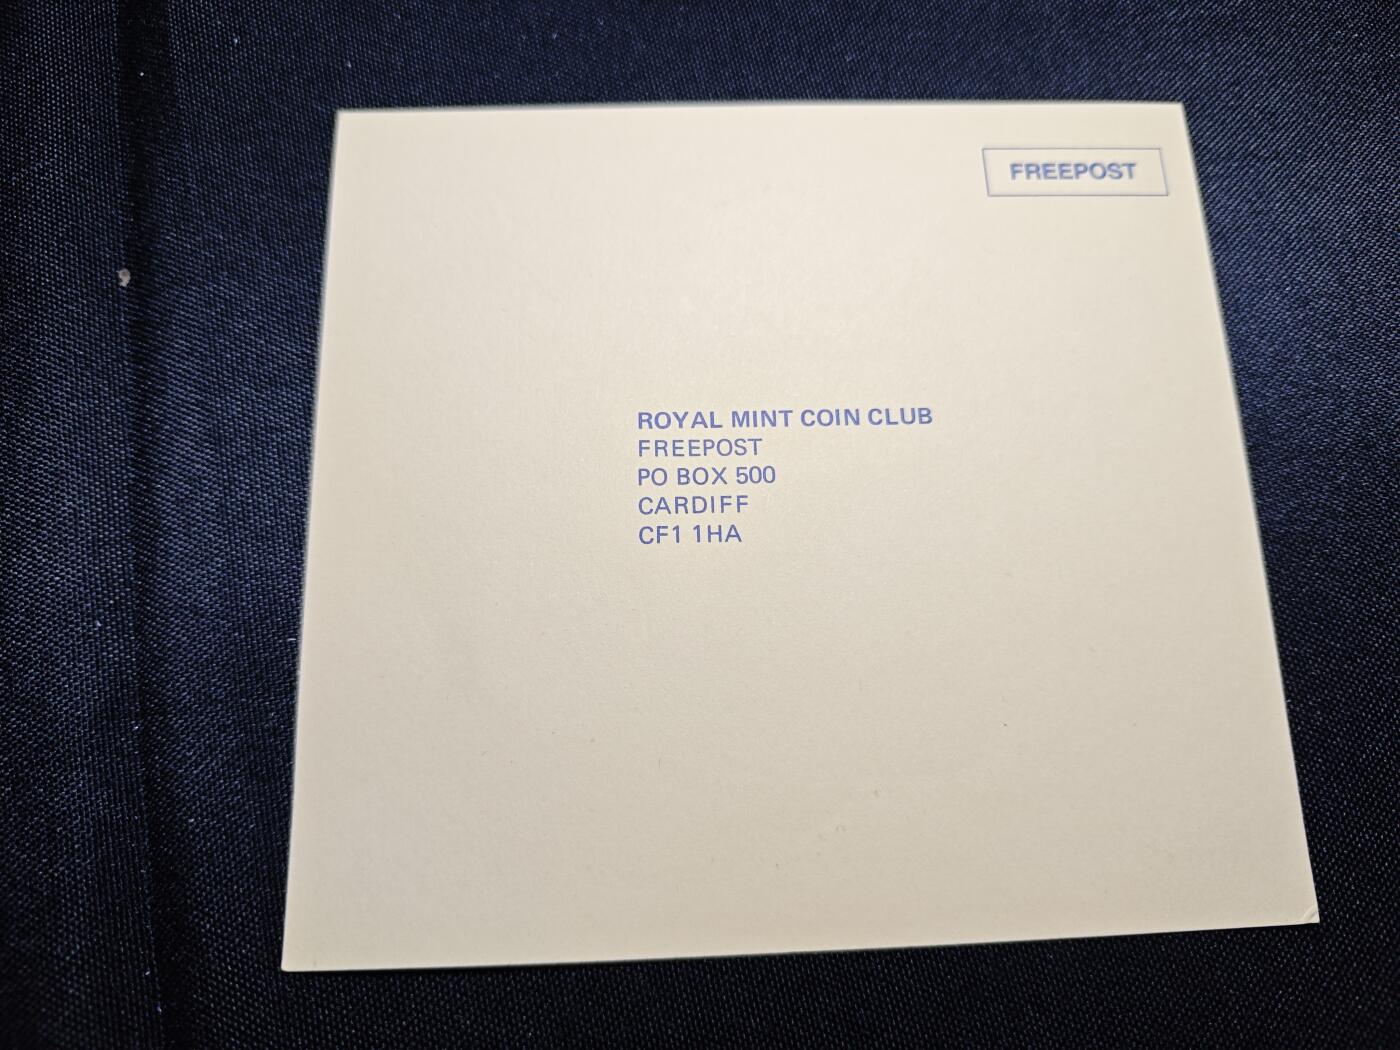 FREEPOST
ROYAL MINT COIN CLUB
FREEPOST
PO BOX 500
CARDIFF
CF1 1HA